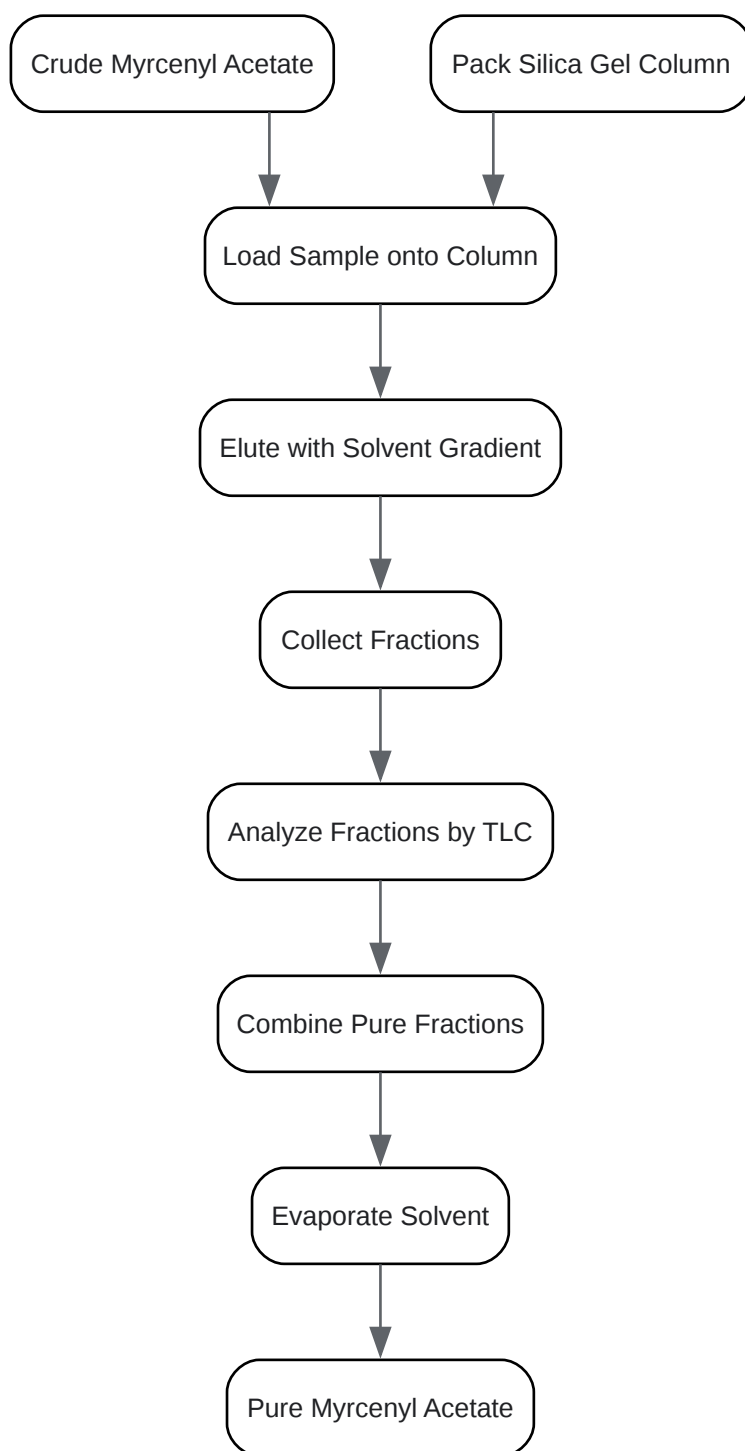 Crude Myrcenyl Acetate
Pack Silica Gel Column
Load Sample onto Column
Elute with Solvent Gradient
Collect Fractions
Analyze Fractions by TLC
Combine Pure Fractions
Evaporate Solvent
Pure Myrcenyl Acetate